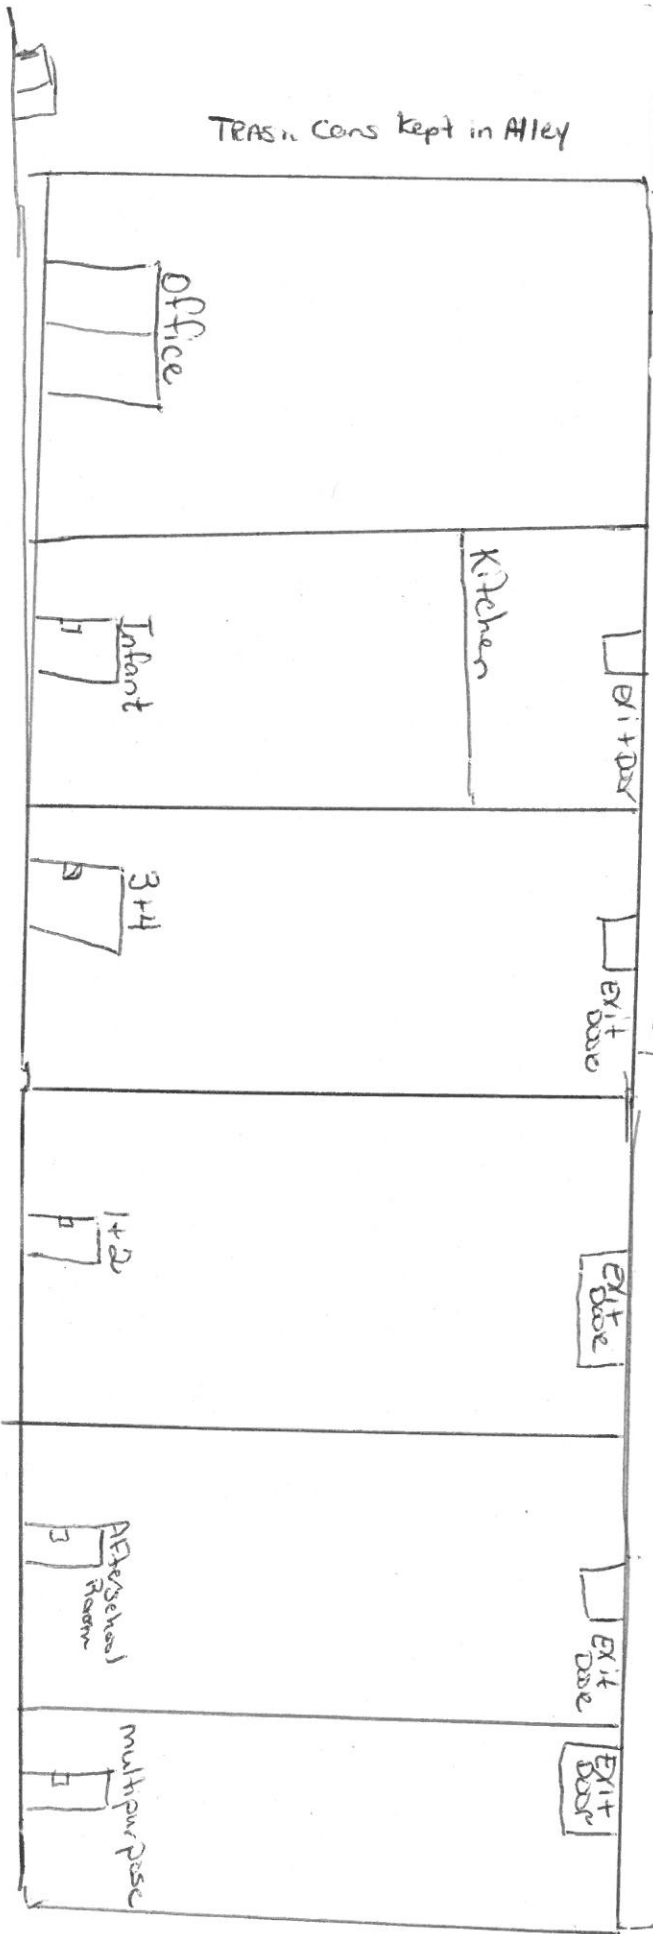 TRASH Cans kept in Alley
Office
Kitchen
Infant
Exit Door
3+4
Exit
Door
1+2
Exit
Door
Afterschool
Room
Exit
Door
multipurpose
Exit
Door